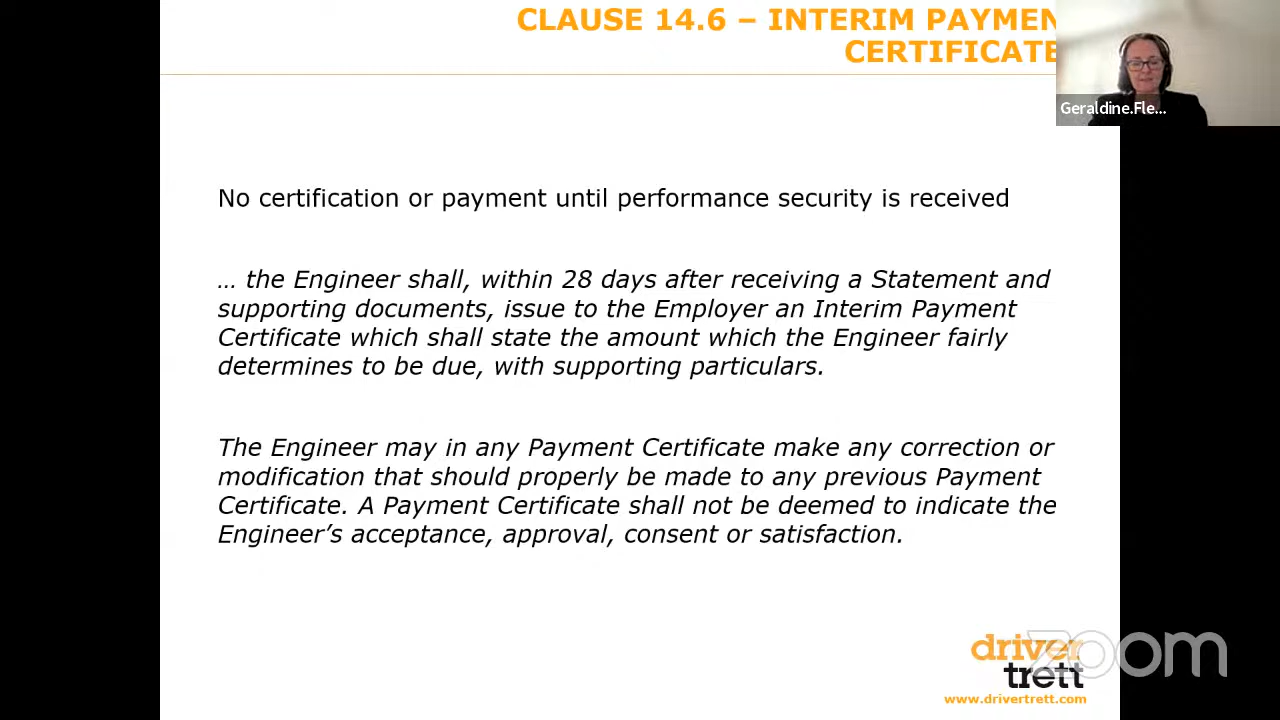 CLAUSE 14.6 – INTERIM PAYMEN
CERTIFICATE
Geraldine.Fle...
No certification or payment until performance security is received
… the Engineer shall, within 28 days after receiving a Statement and
supporting documents, issue to the Employer an Interim Payment
Certificate which shall state the amount which the Engineer fairly
determines to be due, with supporting particulars.
The Engineer may in any Payment Certificate make any correction or
modification that should properly be made to any previous Payment
Certificate. A Payment Certificate shall not be deemed to indicate the
Engineer’s acceptance, approval, consent or satisfaction.
driver
trett
zoom
www.drivertrett.com